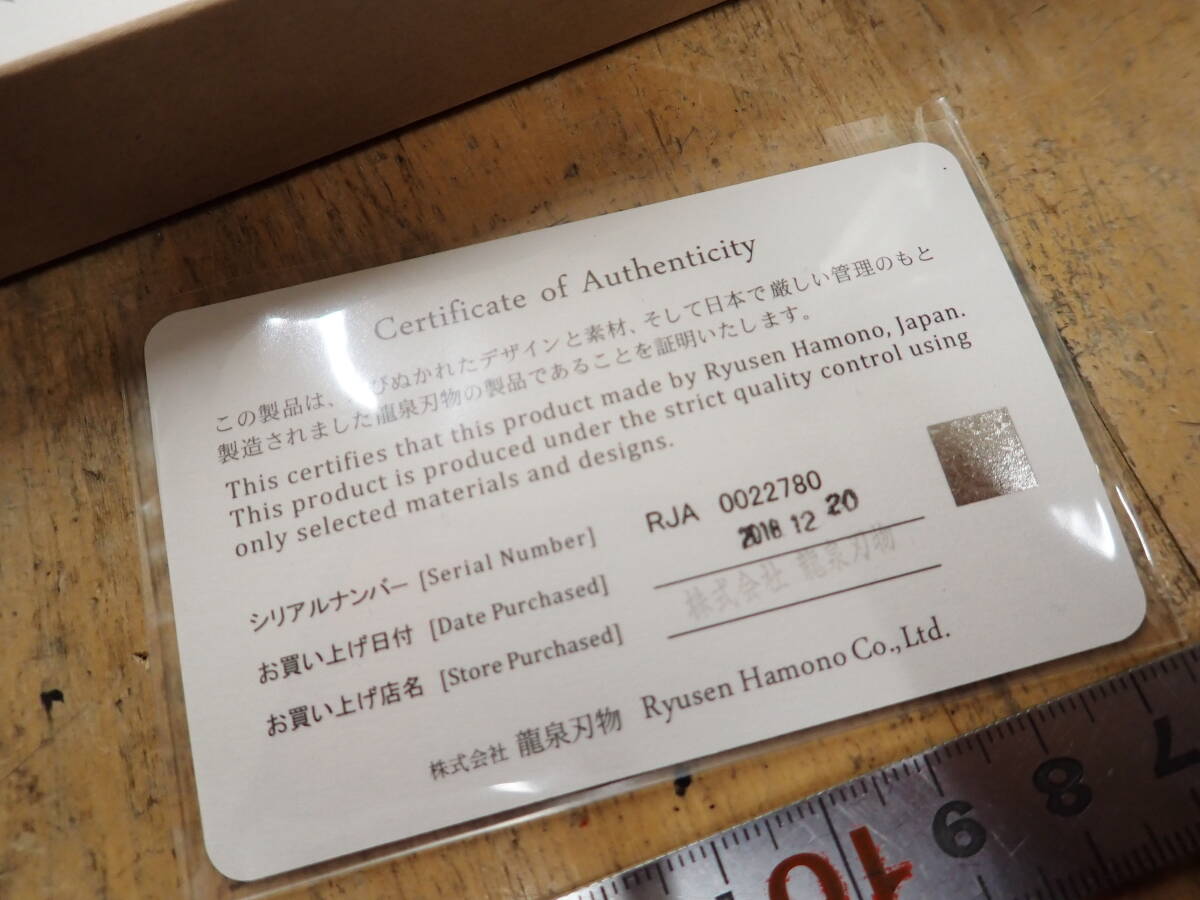 Certificate of Authenticity
この製品は、選びぬかれたデザインと素材、そして日本で厳しい管理のもと
製造されました龍泉刃物の製品であることを証明いたします。
This certifies that this product made by Ryusen Hamono, Japan.
This product is produced under the strict quality control using
only selected materials and designs.
シリアルナンバー [Serial Number] RJA 0022780
お買い上げ日付 [Date Purchased] 2018 12 20
お買い上げ店名 [Store Purchased] 株式会社 龍泉刃物
株式会社 龍泉刃物 Ryusen Hamono Co.,Ltd.
10 9 8 7